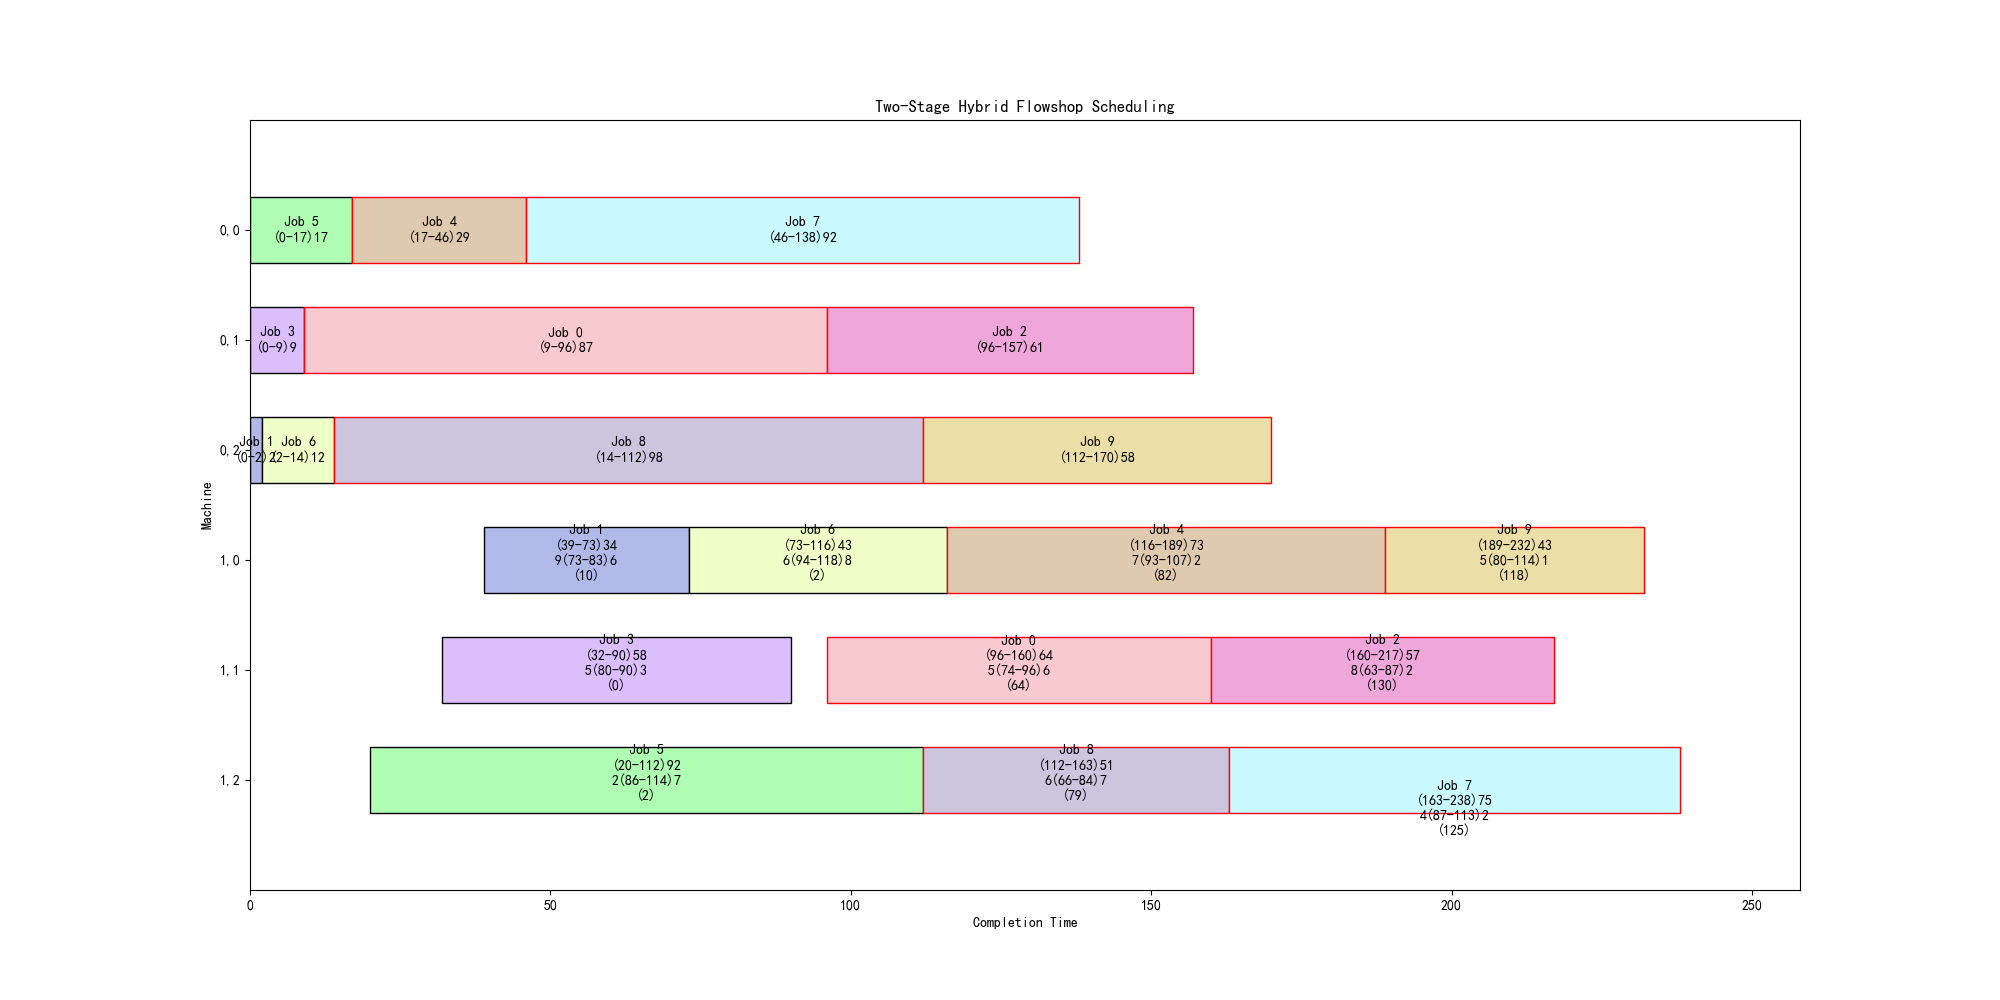 Two-Stage Hybrid Flowshop Scheduling
0,0
Job 5
(0-17)17
Job 4
(17-46)29
Job 7
(46-138)92
0,1
Job 3
(0-9)9
Job 0
(9-96)87
Job 2
(96-157)61
0,2
Job 1
(0-2)2
Job 6
(2-14)12
Job 8
(14-112)98
Job 9
(112-170)58
Machine
1,0
Job 1
(39-73)34
9(73-83)6
(10)
Job 6
(73-116)43
6(94-118)8
(2)
Job 4
(116-189)73
7(93-107)2
(82)
Job 9
(189-232)43
5(80-114)1
(118)
1,1
Job 3
(32-90)58
5(80-90)3
(0)
Job 0
(96-160)64
5(74-96)6
(64)
Job 2
(160-217)57
8(63-87)2
(130)
1,2
Job 5
(20-112)92
2(86-114)7
(2)
Job 8
(112-163)51
6(66-84)7
(79)
Job 7
(163-238)75
4(87-113)2
(125)
0 50 100 150 200 250
Completion Time